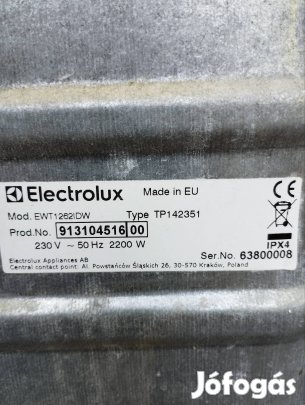 Electrolux Made in EU
Mod. EWT1262IDW Type TP142351
Prod.No. 913104516 00
230 V ~ 50 Hz 2200 W
IPX4
Electrolux Appliances AB
Ser.No. 63800008
Central contact point: Al. Powstańców Śląskich 26, 30-570 Kraków, Poland
Jófogás